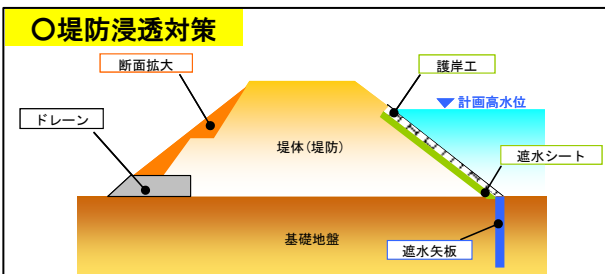 〇堤防浸透対策
断面拡大
護岸工
▼計画高水位
ドレーン
堤体(堤防)
遮水シート
基礎地盤
遮水矢板